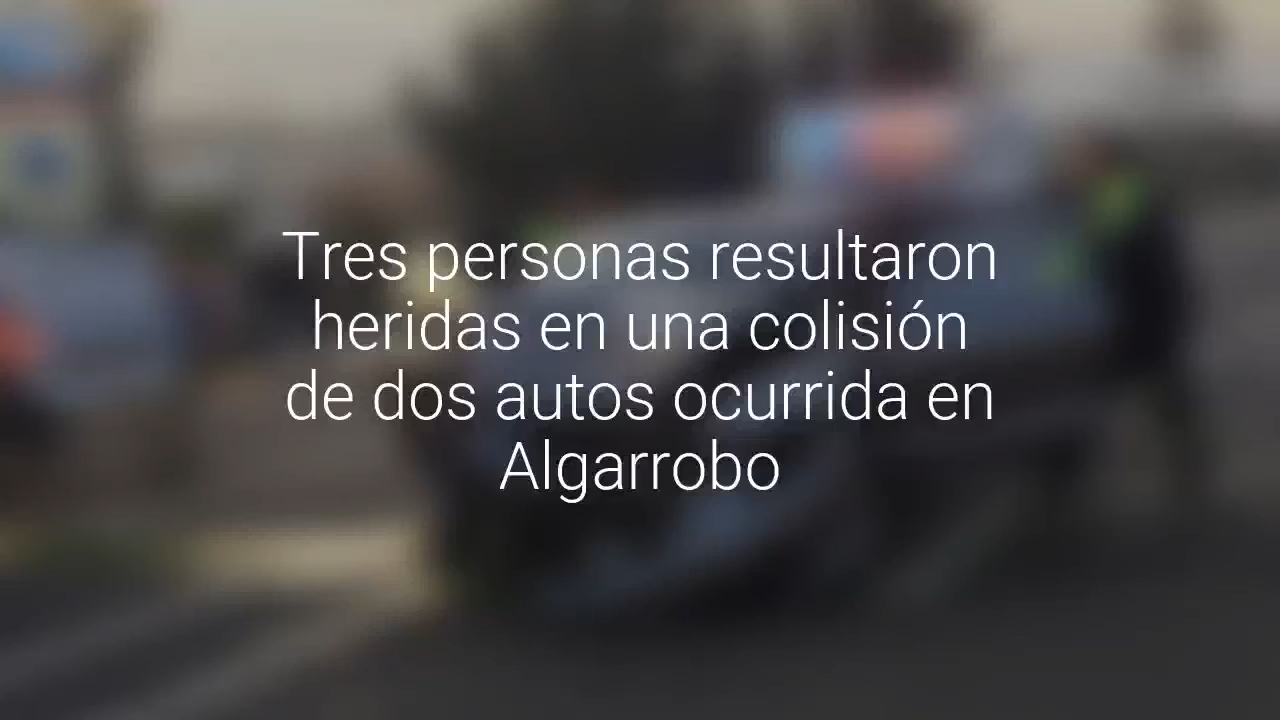 Tres personas resultaron
heridas en una colisión
de dos autos ocurrida en
Algarrobo